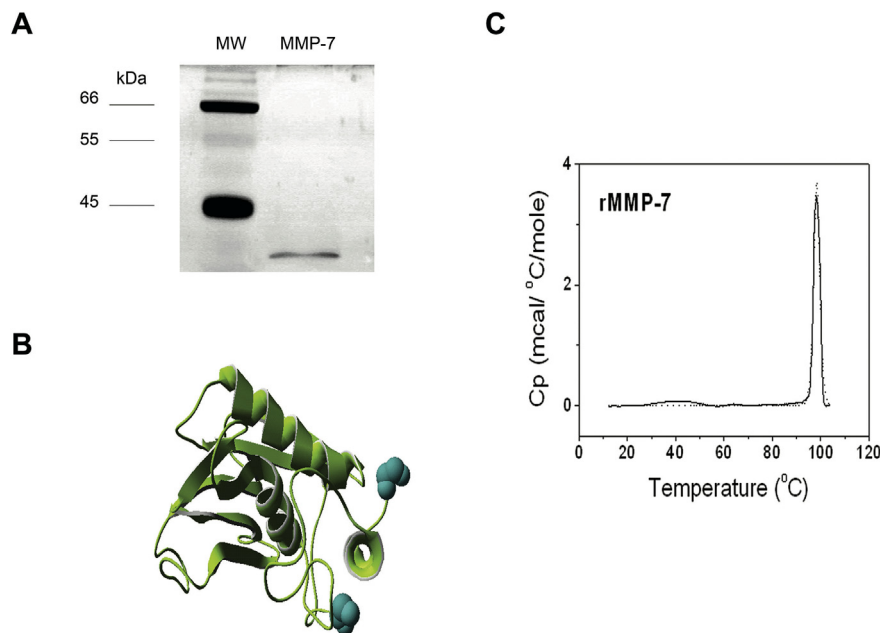 A
MW MMP-7
kDa
66
55
45
B
C
4
rMMP-7
2
0
Cp (mcal/ °C/mole)
0 20 40 60 80 100 120
Temperature (°C)